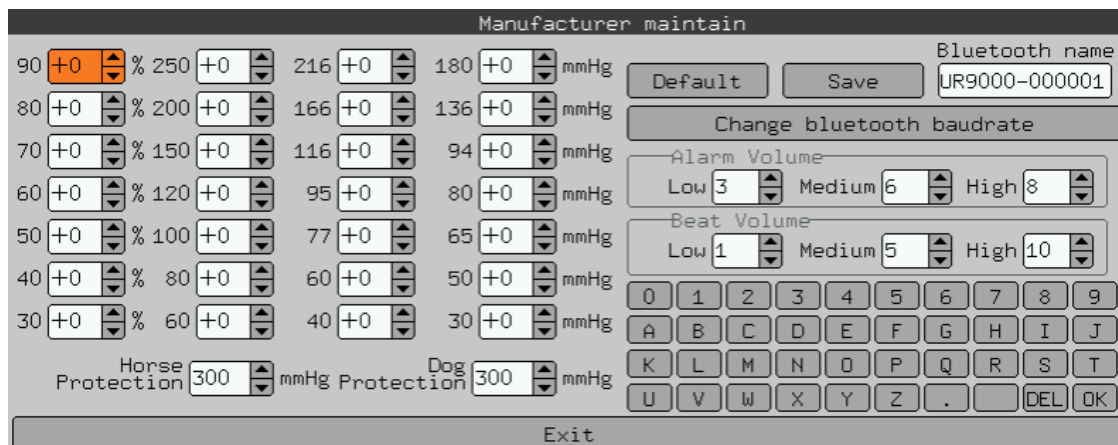 Manufacturer maintain
90 +0 % 250 +0 216 +0 180 +0 mmHg
80 +0 % 200 +0 166 +0 136 +0 mmHg
70 +0 % 150 +0 116 +0 94 +0 mmHg
60 +0 % 120 +0 95 +0 80 +0 mmHg
50 +0 % 100 +0 77 +0 65 +0 mmHg
40 +0 % 80 +0 60 +0 50 +0 mmHg
30 +0 % 60 +0 40 +0 30 +0 mmHg
Horse Protection 300 mmHg Dog Protection 300 mmHg
Bluetooth name
Default Save UR9000-000001
Change bluetooth baudrate
Alarm Volume
Low 3 Medium 6 High 8
Beat Volume
Low 1 Medium 5 High 10
0 1 2 3 4 5 6 7 8 9
A B C D E F G H I J
K L M N O P Q R S T
U V W X Y Z . DEL OK
Exit